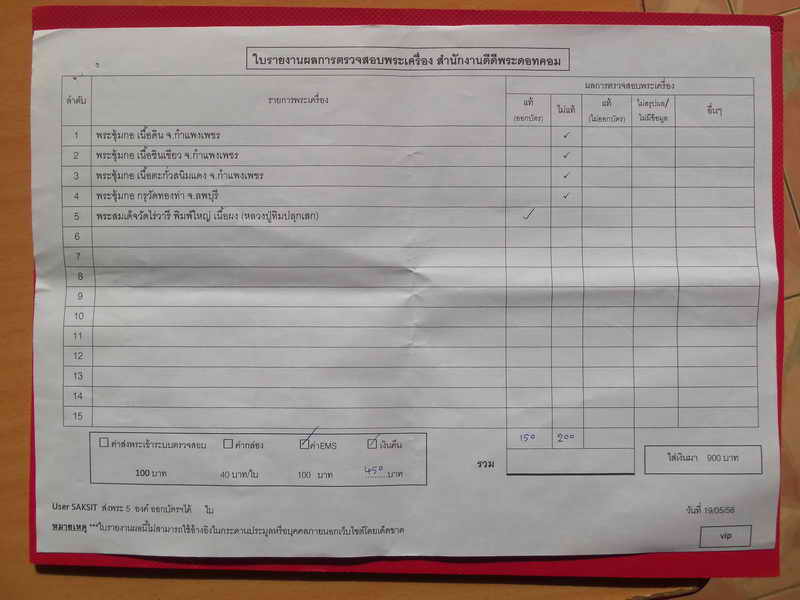 ใบรายงานผลการตรวจสอบพระเครื่อง สำนักงานดีดีพระดอทคอม
ลำดับ รายการพระเครื่อง ผลการตรวจสอบพระเครื่อง
แท้ (ออกบัตร) ไม่แท้ แท้ (ไม่ออกบัตร) ไม่สรุปผล/ไม่มีข้อมูล อื่นๆ
1 พระซุ้มกอ เนื้อดิน จ.กำแพงเพชร ✓
2 พระซุ้มกอ เนื้อชินเขียว จ.กำแพงเพชร ✓
3 พระซุ้มกอ เนื้อตะกั่วสนิมแดง จ.กำแพงเพชร ✓
4 พระซุ้มกอ กรุวัดทองท่า จ.ลพบุรี ✓
5 พระสมเด็จวัดไร่วารี พิมพ์ใหญ่ เนื้อผง (หลวงปู่ทิมปลุกเสก) ✓
6
7
8
9
10
11
12
13
14
15
☐ ค่าส่งพระเข้าระบบตรวจสอบ ☐ ค่ากล่อง ☑ ค่าEMS ☑ เงินคืน
100 บาท 40 บาท/ใบ 100 บาท 450 บาท
รวม 150 200
ใส่เงินมา 900 บาท
User SAKSIT ส่งพระ 5 องค์ ออกบัตรได้ ใบ
วันที่ 19/05/58
หมายเหตุ ***ใบรายงานผลนี้ไม่สามารถใช้อ้างอิงในกระดานประมูลหรือบุคคลภายนอกเว็บไซต์โดยเด็ดขาด
vip